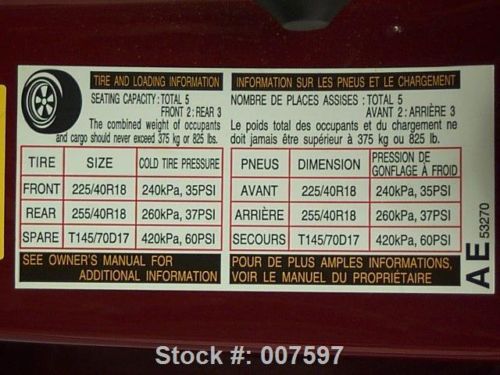 TIRE AND LOADING INFORMATION
SEATING CAPACITY: TOTAL 5
FRONT 2: REAR 3
The combined weight of occupants
and cargo should never exceed 375 kg or 825 lbs.
TIRE SIZE COLD TIRE PRESSURE
FRONT 225/40R18 240kPa, 35PSI
REAR 255/40R18 260kPa, 37PSI
SPARE T145/70D17 420kPa, 60PSI
SEE OWNER'S MANUAL FOR
ADDITIONAL INFORMATION
INFORMATION SUR LES PNEUS ET LE CHARGEMENT
NOMBRE DE PLACES ASSISES : TOTAL 5
AVANT 2 : ARRIÈRE 3
Le poids total des occupants et du chargement ne
doit jamais être supérieur à 375 kg ou 825 lb.
PNEUS DIMENSION PRESSION DE
GONFLAGE À FROID
AVANT 225/40R18 240kPa, 35PSI
ARRIÈRE 255/40R18 260kPa, 37PSI
SECOURS T145/70D17 420kPa, 60PSI
POUR DE PLUS AMPLES INFORMATIONS,
VOIR LE MANUEL DU PROPRIÉTAIRE
AE 53270
Stock #: 007597